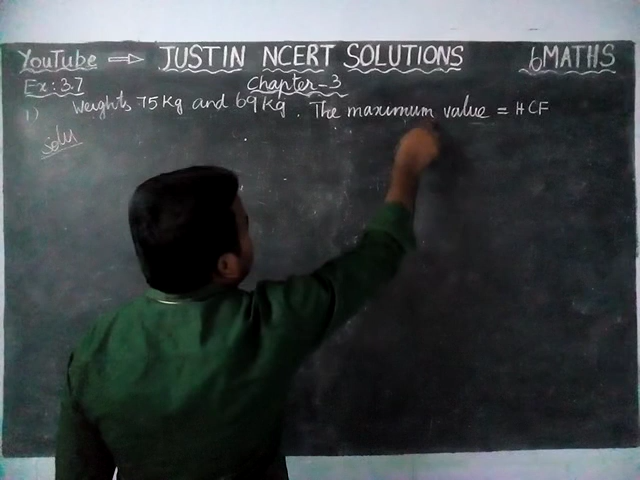 YouTube ⇒ JUSTIN NCERT SOLUTIONS 6MATHS
Ex: 3.7 Chapter-3
1) Weights 75 Kg and 69 Kg. The maximum value = HCF
Solu